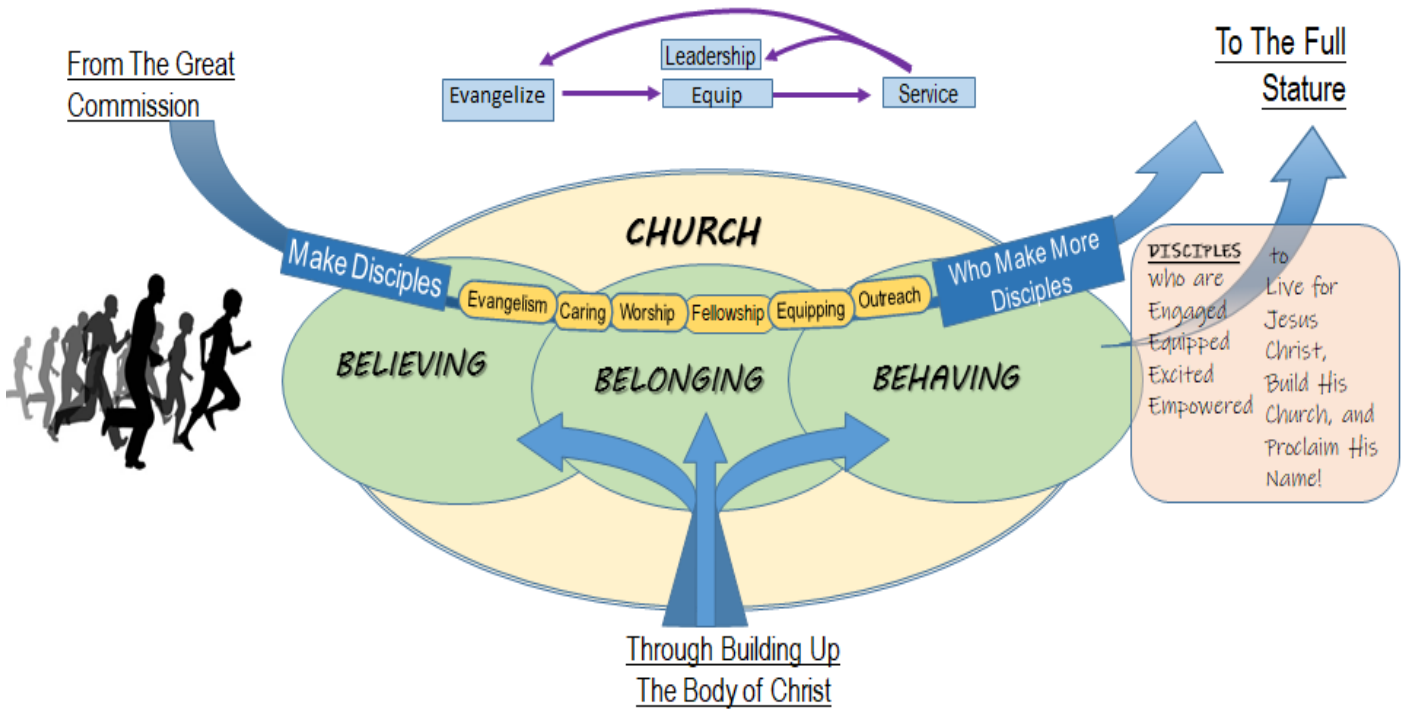 From The Great
Commission
Leadership
Evangelize
Equip
Service
To The Full
Stature
CHURCH
Make Disciples
Evangelism
Caring
Worship
Fellowship
Equipping
Outreach
Who Make More
Disciples
BELIEVING
BELONGING
BEHAVING
DISCIPLES
who are
Engaged
Equipped
Excited
Empowered
to
Live for
Jesus
Christ,
Build His
Church, and
Proclaim His
Name!
Through Building Up
The Body of Christ